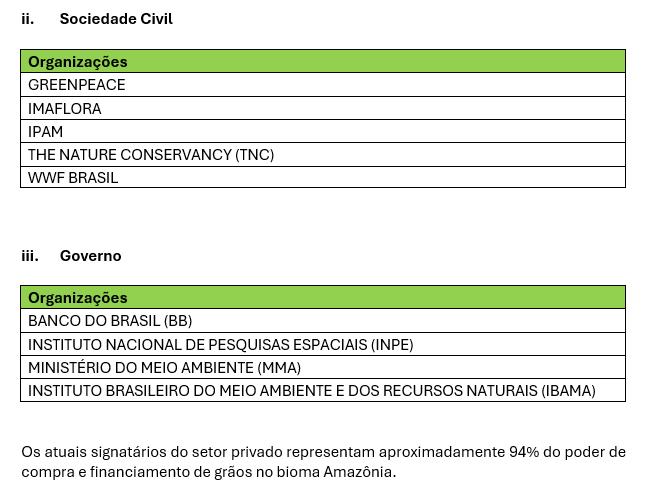 ii. Sociedade Civil
Organizações
GREENPEACE
IMAFLORA
IPAM
THE NATURE CONSERVANCY (TNC)
WWF BRASIL
iii. Governo
Organizações
BANCO DO BRASIL (BB)
INSTITUTO NACIONAL DE PESQUISAS ESPACIAIS (INPE)
MINISTÉRIO DO MEIO AMBIENTE (MMA)
INSTITUTO BRASILEIRO DO MEIO AMBIENTE E DOS RECURSOS NATURAIS (IBAMA)
Os atuais signatários do setor privado representam aproximadamente 94% do poder de
compra e financiamento de grãos no bioma Amazônia.